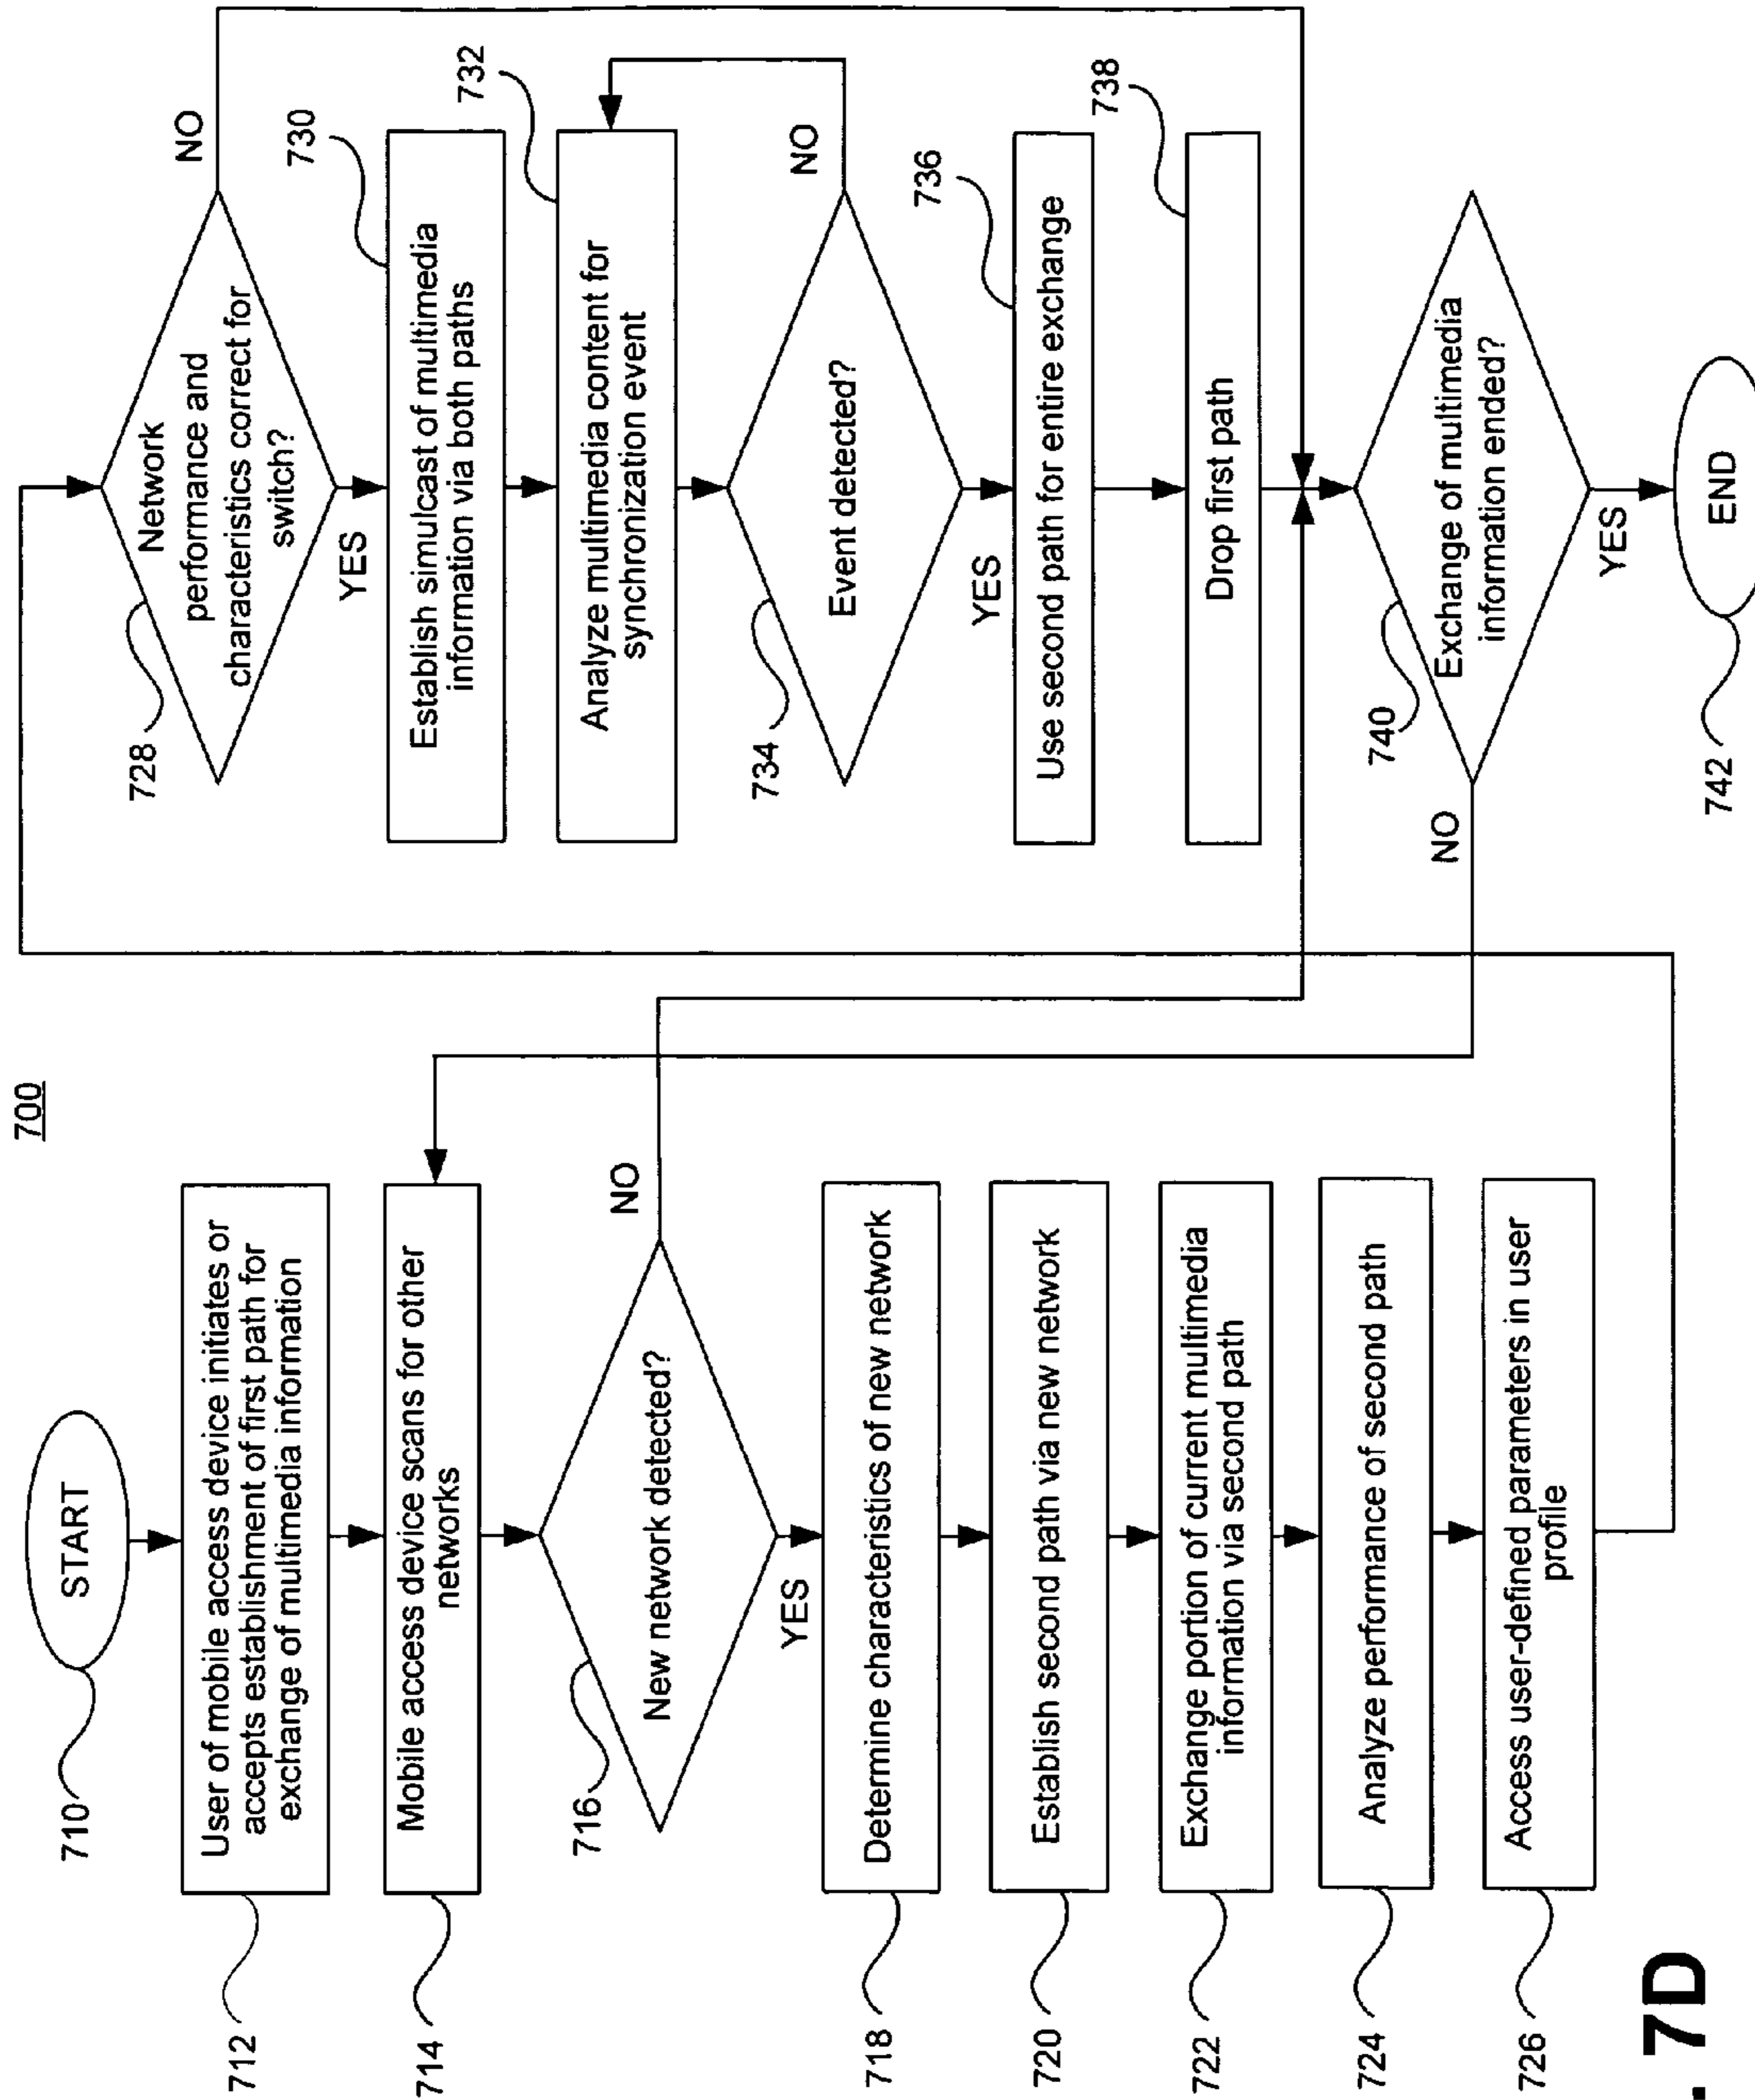 700
START
710
User of mobile access device initiates or
accepts establishment of first path for
exchange of multimedia information
712
Mobile access device scans for other
networks
714
New network detected?
716
NO
YES
Determine characteristics of new network
718
Establish second path via new network
720
Exchange portion of current multimedia
information via second path
722
Analyze performance of second path
724
Access user-defined parameters in user
profile
726
Network
performance and
characteristics correct for
switch?
728
NO
YES
Establish simulcast of multimedia
information via both paths
730
Analyze multimedia content for
synchronization event
732
Event detected?
734
NO
YES
Use second path for entire exchange
736
Drop first path
738
Exchange of multimedia
information ended?
740
NO
YES
END
742
. 7D